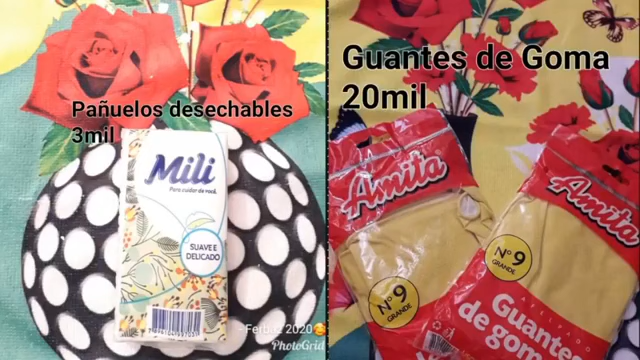 Pañuelos desechables
3mil
Mili
Para cuidar de você.
SUAVE E
DELICADO
2020
PhotoGrid
Guantes de Goma
20mil
Amita
Nº 9
GRANDE
Amita
Nº 9
GRANDE
Guantes
de goma